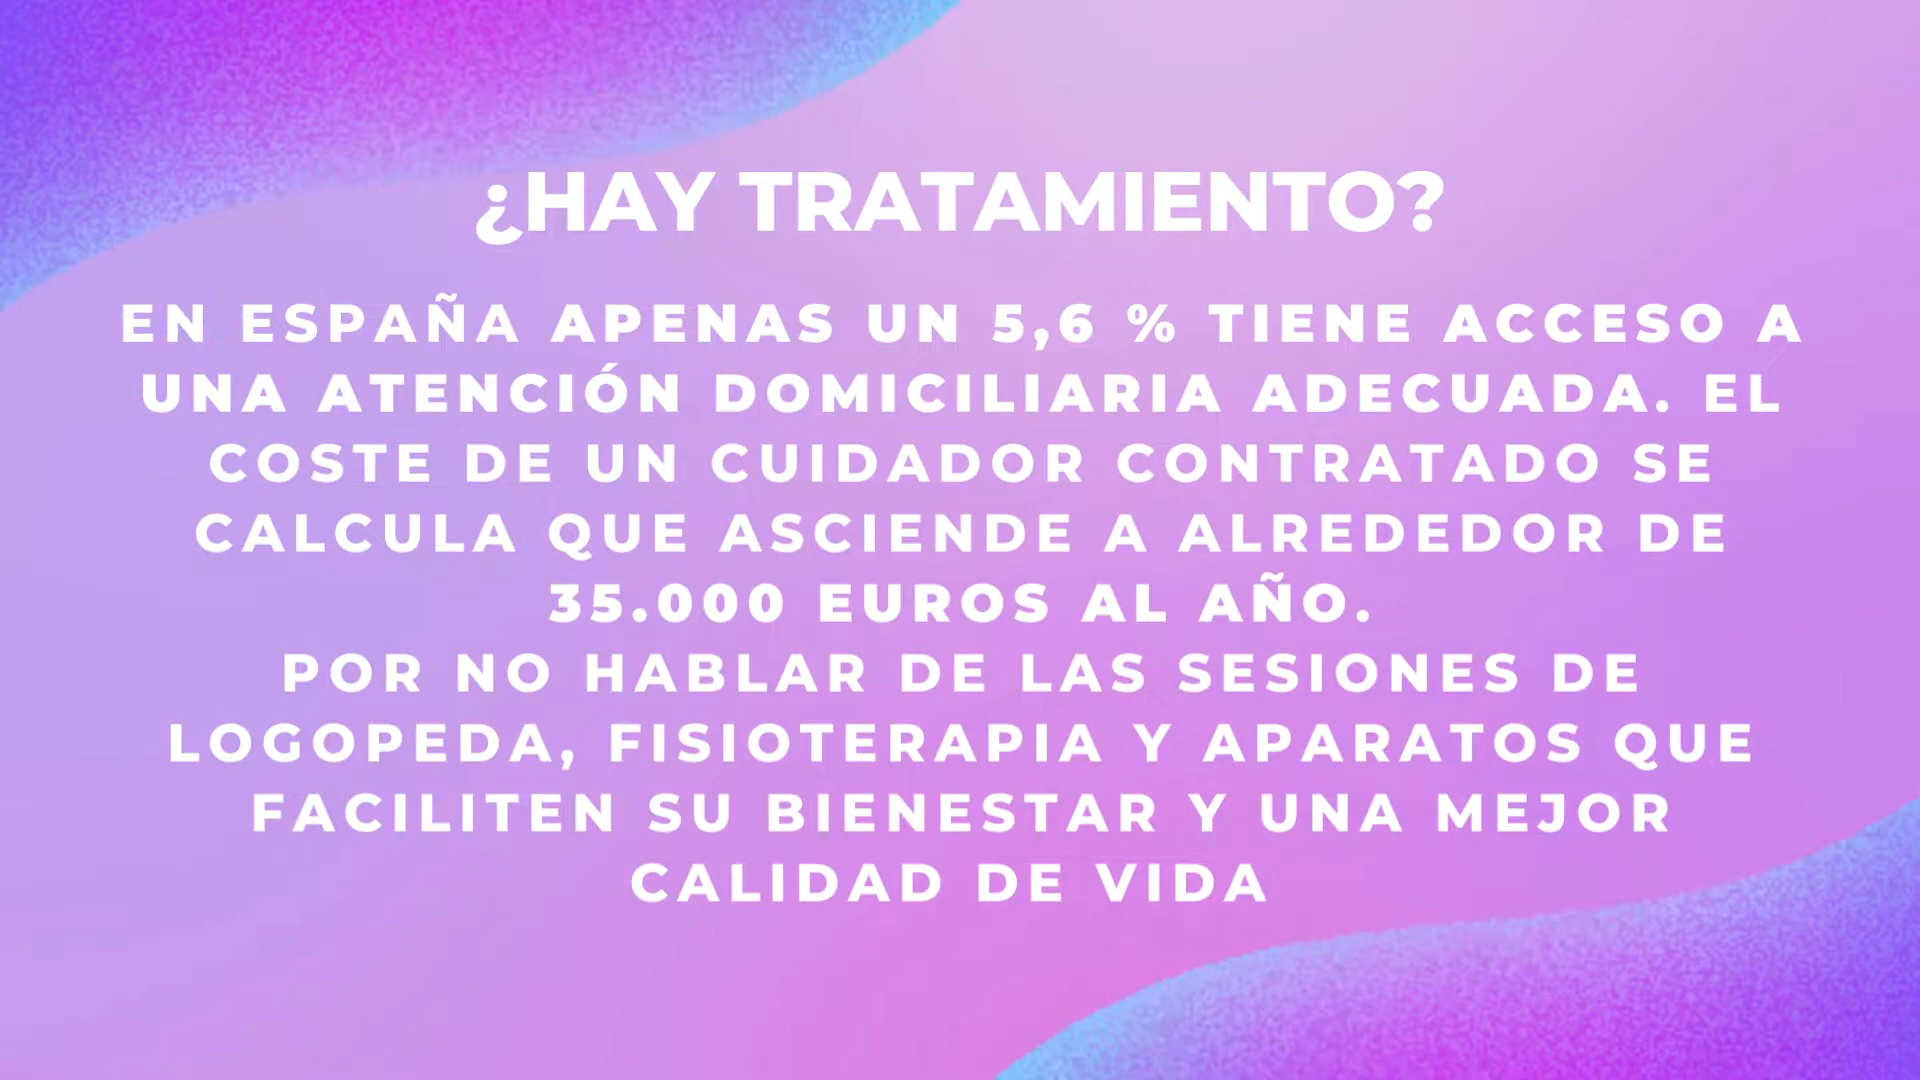 ¿HAY TRATAMIENTO?
EN ESPAÑA APENAS UN 5,6 % TIENE ACCESO A
UNA ATENCIÓN DOMICILIARIA ADECUADA. EL
COSTE DE UN CUIDADOR CONTRATADO SE
CALCULA QUE ASCIENDE A ALREDEDOR DE
35.000 EUROS AL AÑO.
POR NO HABLAR DE LAS SESIONES DE
LOGOPEDA, FISIOTERAPIA Y APARATOS QUE
FACILITEN SU BIENESTAR Y UNA MEJOR
CALIDAD DE VIDA